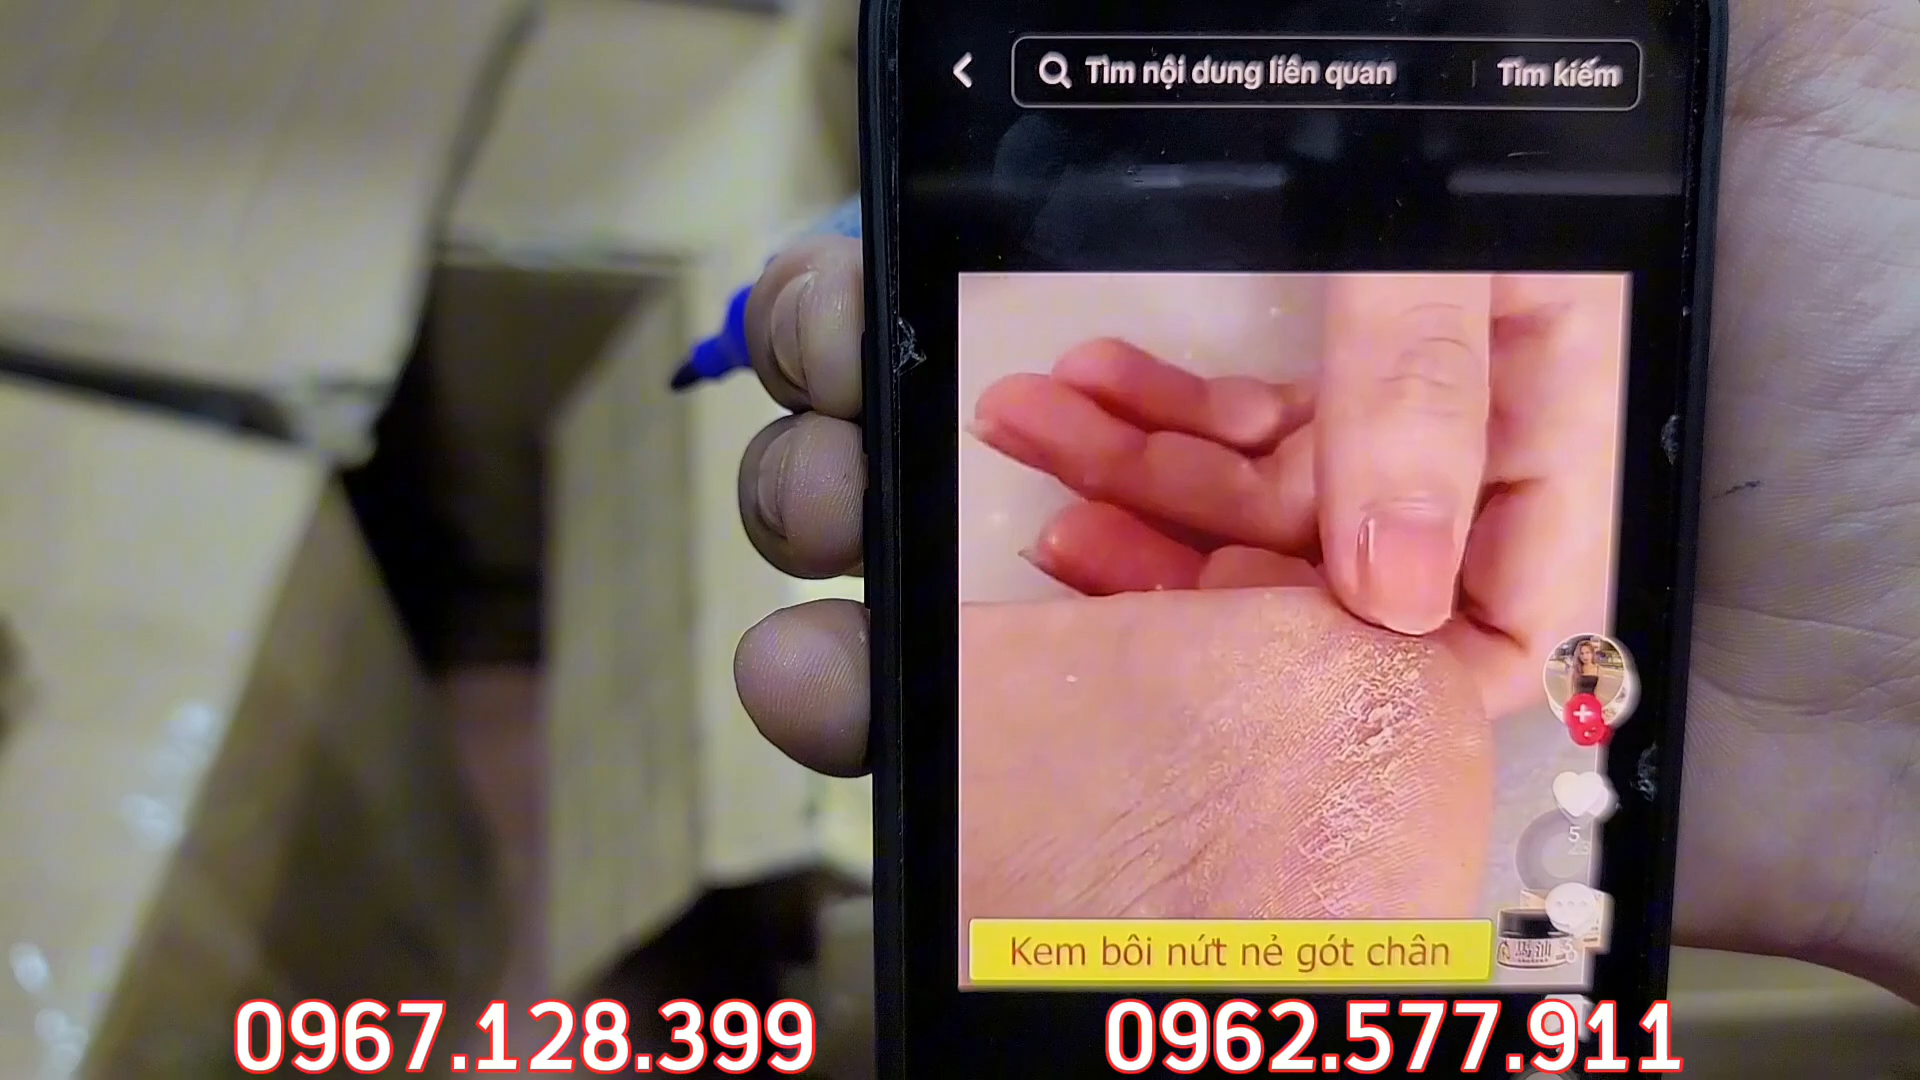 Tìm nội dung liên quan
Tìm kiếm
5
Kem bôi nứt nẻ gót chân
0967.128.399
0962.577.911